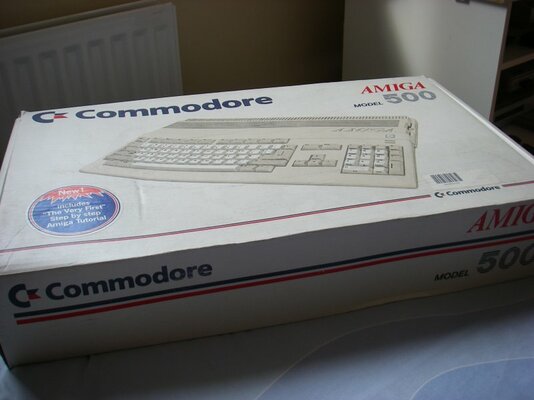 Commodore
AMIGA
MODEL 500
AMIGA
New!
...includes
"The Very First"
Step by step
Amiga Tutorial
Commodore
Commodore
AMIGA
MODEL 500